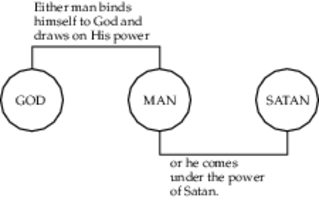 Either man binds
himself to God and
draws on His power
GOD
MAN
SATAN
or he comes
under the power
of Satan.